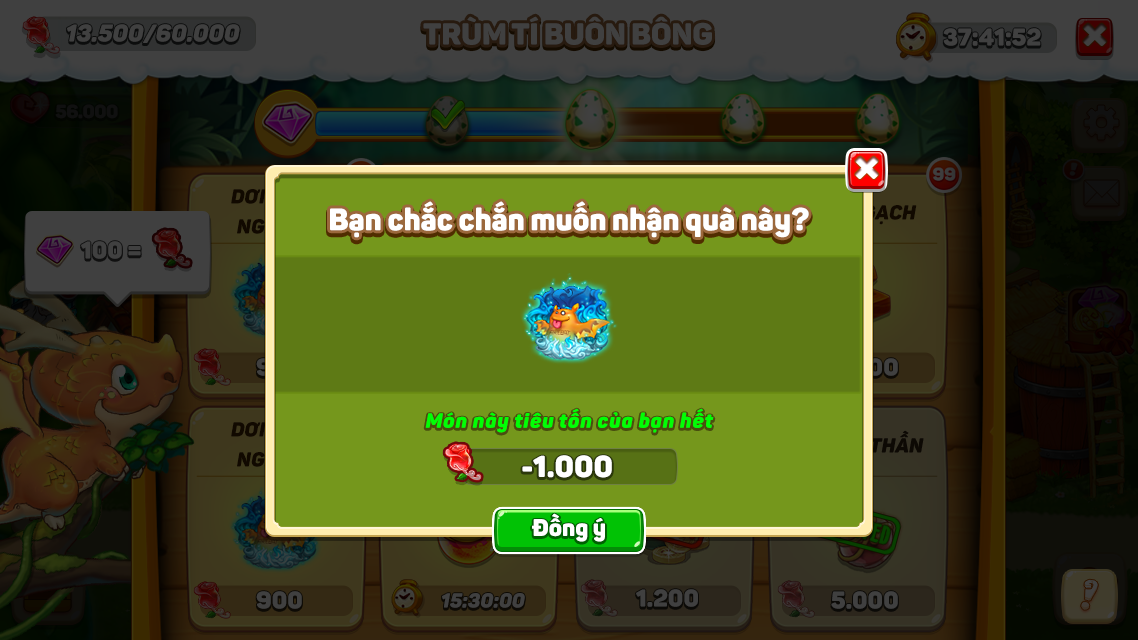 13.500/60.000
TRÙM TÍ BUÔN BÔNG
37:41:52
56.000
99
2
Bạn chắc chắn muốn nhận quà này?
100 =
Món này tiêu tốn của bạn hết
-1.000
Đồng ý
THẦN
900
15:30:00
1.200
5.000
?